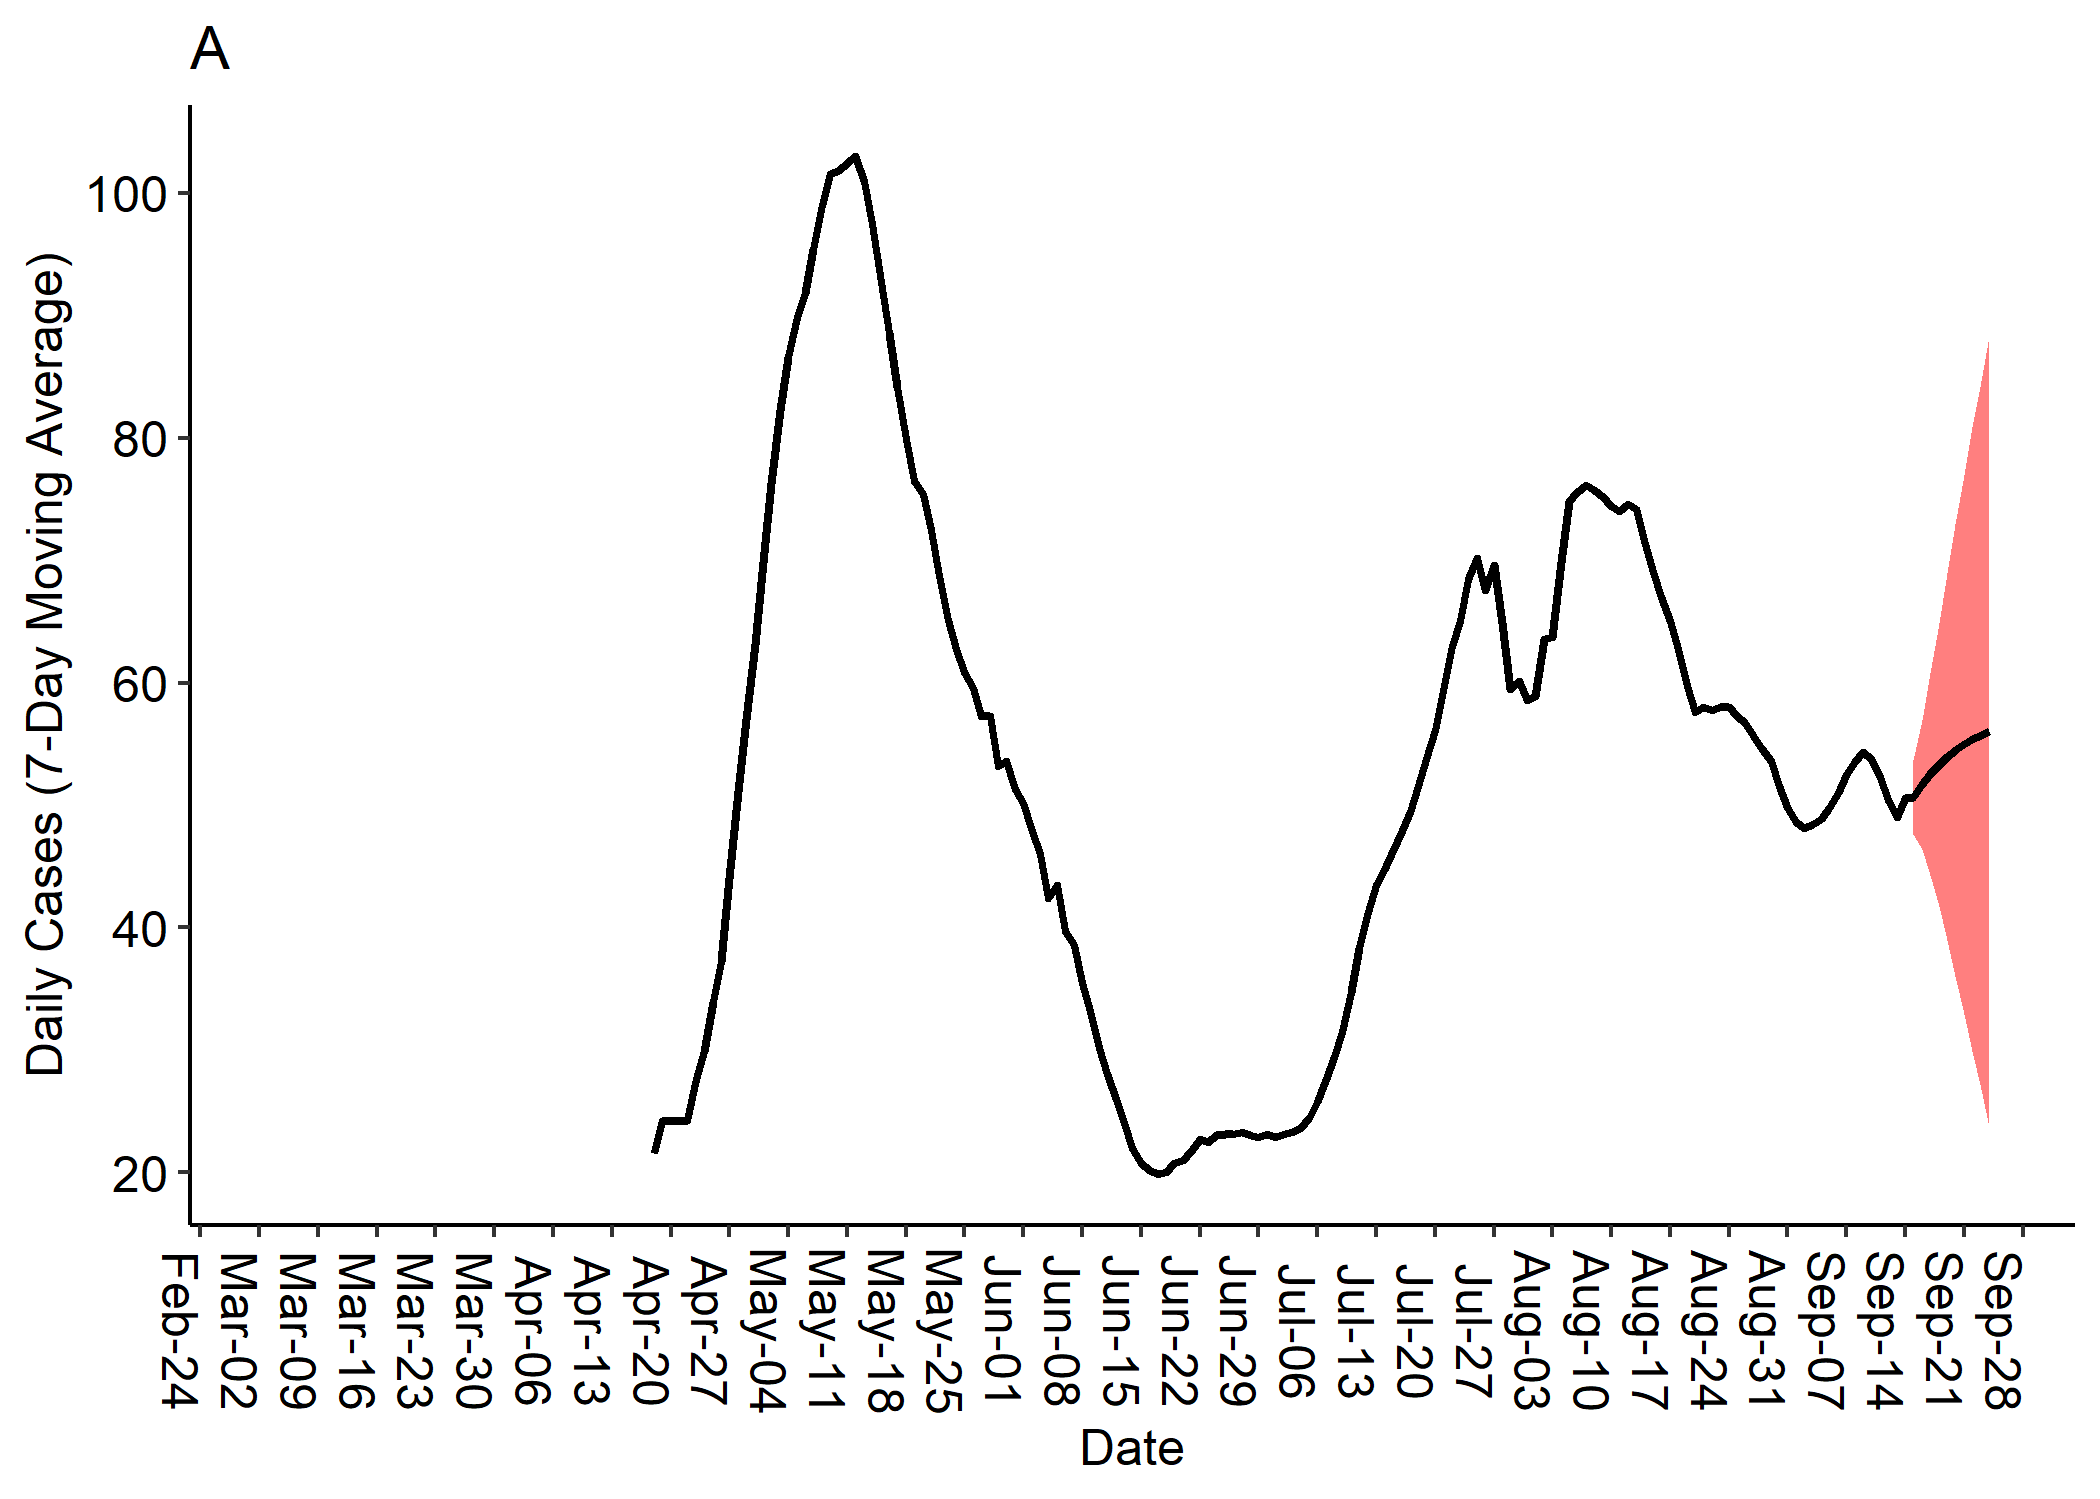 A
Daily Cases (7-Day Moving Average)
100
80
60
40
20
Feb-24
Mar-02
Mar-09
Mar-16
Mar-23
Mar-30
Apr-06
Apr-13
Apr-20
Apr-27
May-04
May-11
May-18
May-25
Jun-01
Jun-08
Jun-15
Jun-22
Jun-29
Jul-06
Jul-13
Jul-20
Jul-27
Aug-03
Aug-10
Aug-17
Aug-24
Aug-31
Sep-07
Sep-14
Sep-21
Sep-28
Date